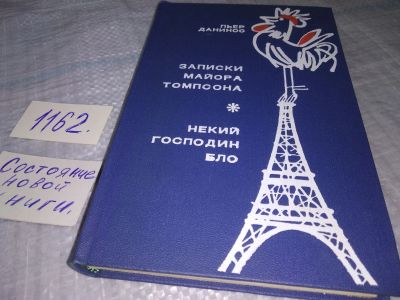 ПЬЕР
ДАНИНОС
ЗАПИСКИ
МАЙОРА
ТОМПСОНА
*
НЕКИЙ
ГОСПОДИН
БЛО
1162.
Состояние
новой
книги.